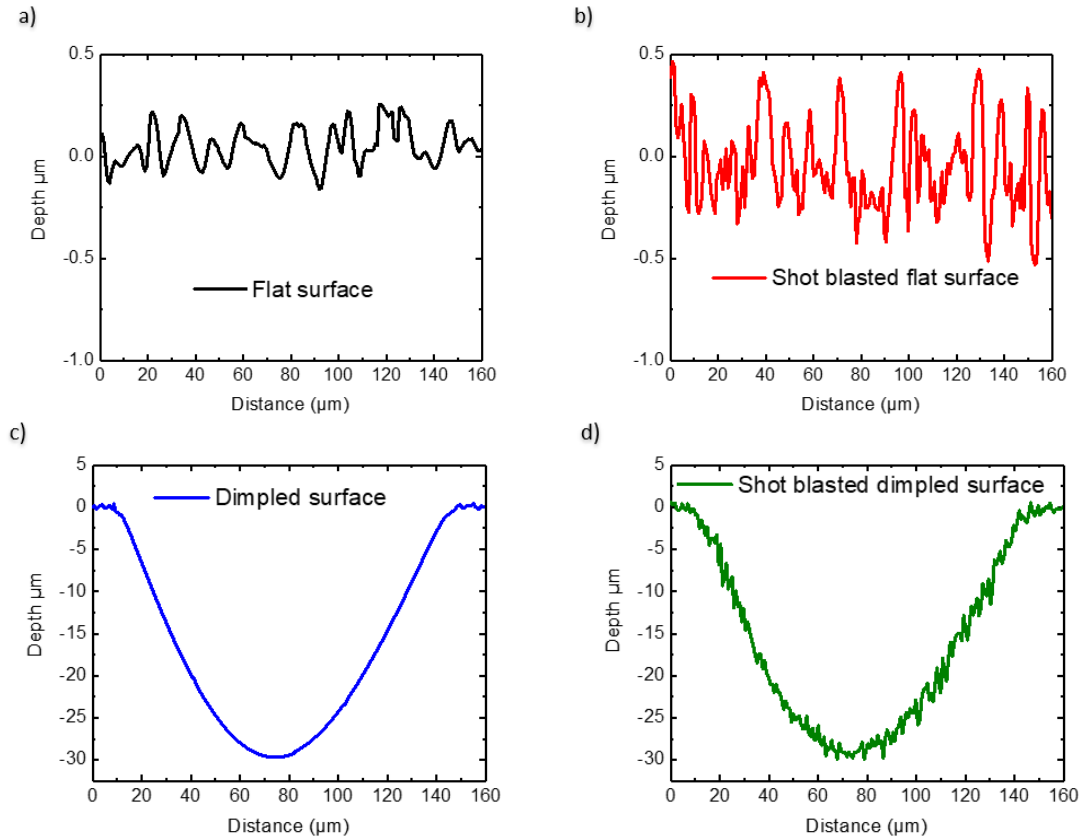 a)
0.5
0.0
-0.5
-1.0
Depth µm
Flat surface
0 20 40 60 80 100 120 140 160
Distance (µm)
b)
0.5
0.0
-0.5
-1.0
Depth µm
Shot blasted flat surface
0 20 40 60 80 100 120 140 160
Distance (µm)
c)
5
0
-5
-10
-15
-20
-25
-30
Depth µm
Dimpled surface
0 20 40 60 80 100 120 140 160
Distance (µm)
d)
5
0
-5
-10
-15
-20
-25
-30
Depth µm
Shot blasted dimpled surface
0 20 40 60 80 100 120 140 160
Distance (µm)